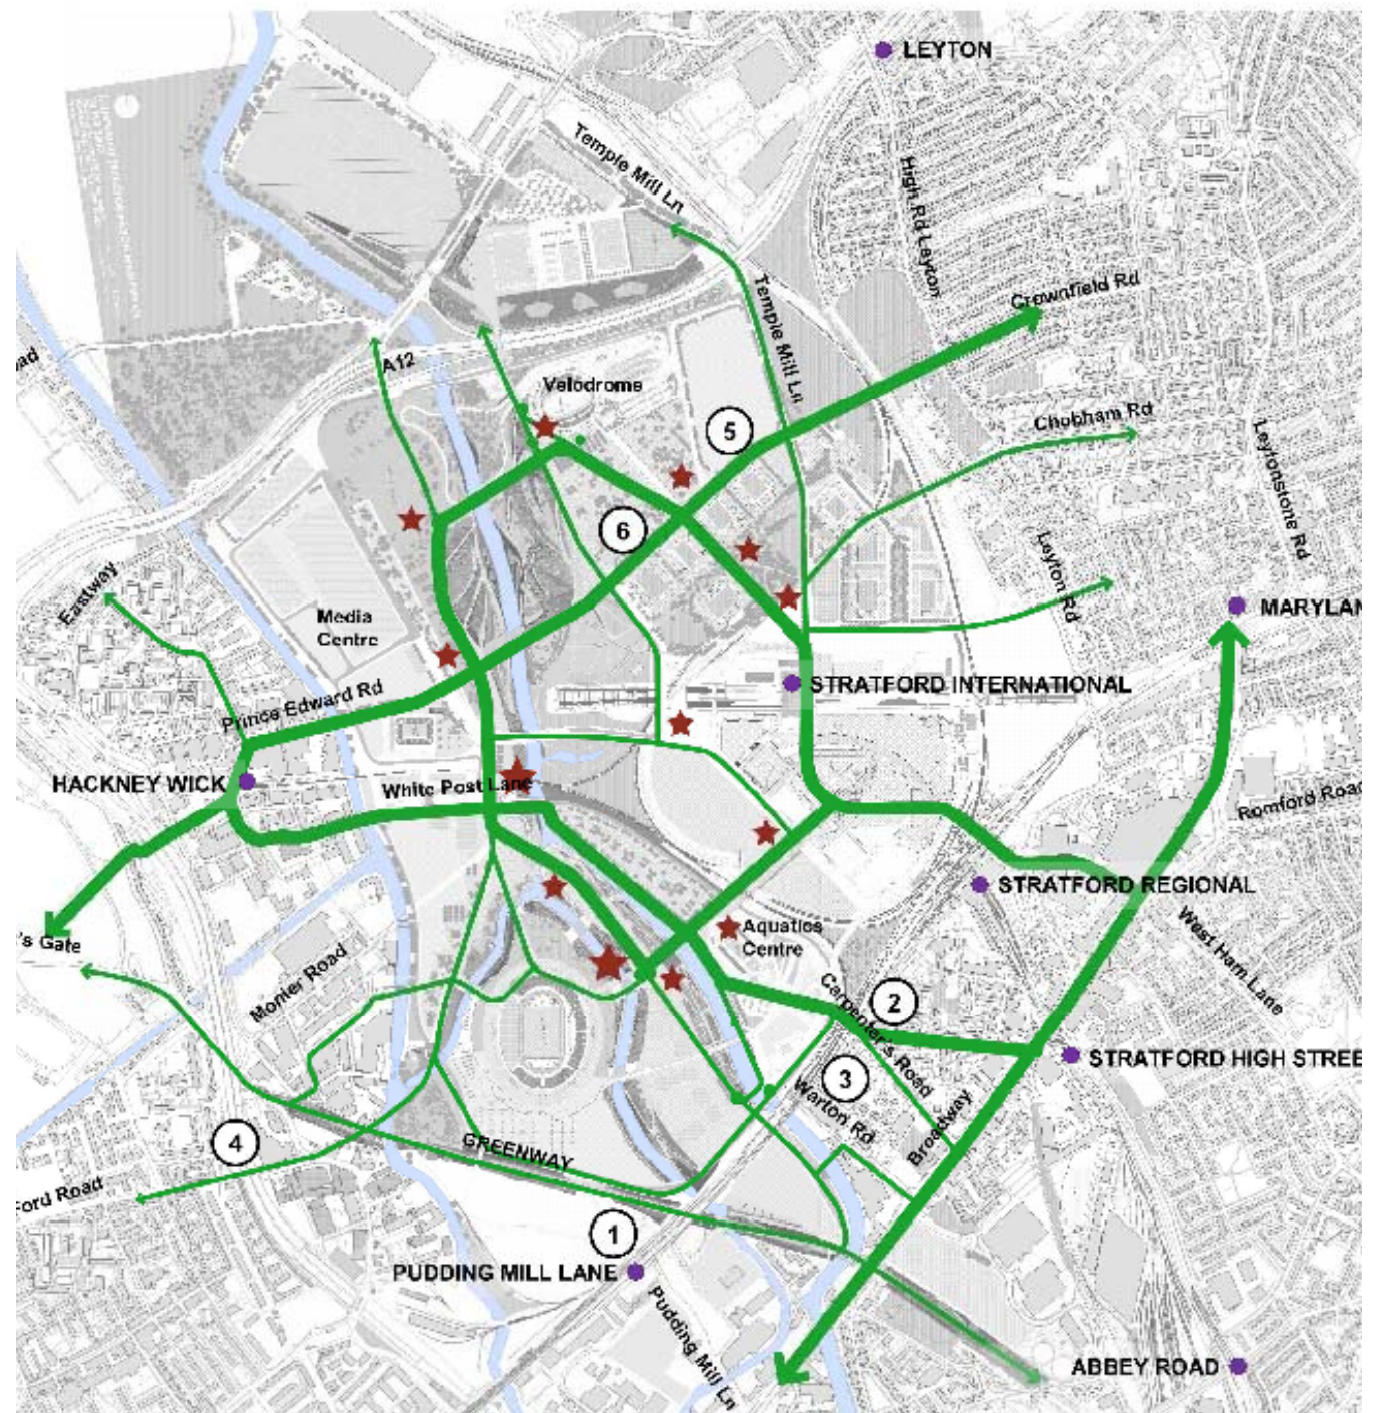 LEYTON
Temple Mill Ln
High Rd Leyton
Crownfield Rd
Temple Mill Ln
A12
Velodrome
5
Chobham Rd
Leytonstone Rd
6
Leyton Rd
Eastway
Media
Centre
MARYLAN
Prince Edward Rd
STRATFORD INTERNATIONAL
HACKNEY WICK
White Post Lane
Romford Road
STRATFORD REGIONAL
West Ham Lane
's Gate
Aquatics
Centre
Monier Road
Carpenter's Road
2
STRATFORD HIGH STREE
3
Warton Rd
Broadway
4
GREENWAY
ford Road
1
PUDDING MILL LANE
Pudding Mill Ln
ABBEY ROAD